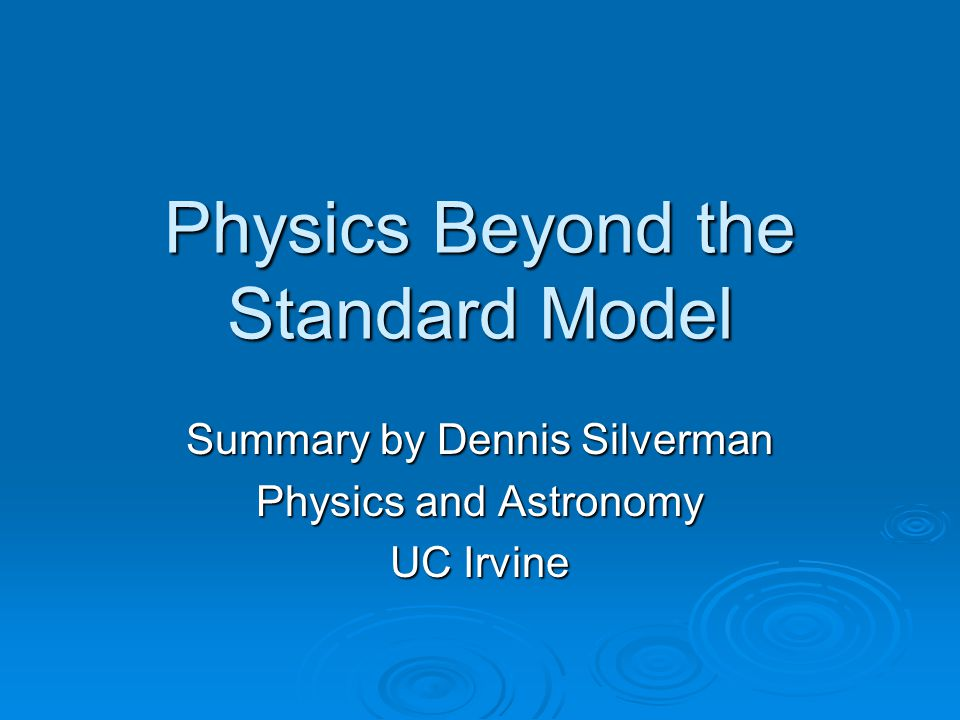 Physics Beyond the
Standard Model
Summary by Dennis Silverman
Physics and Astronomy
UC Irvine